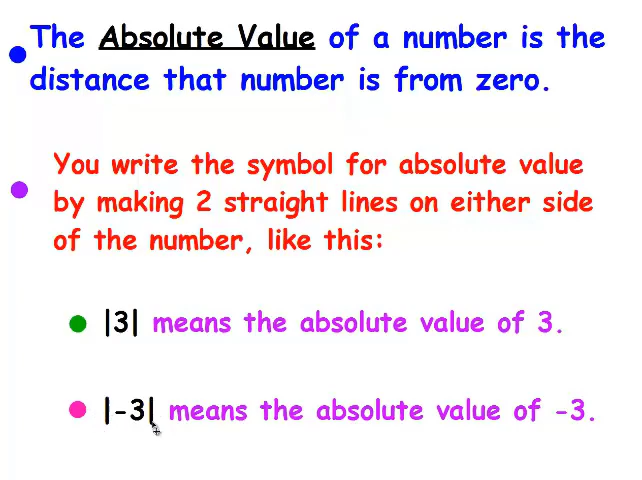 The Absolute Value of a number is the
distance that number is from zero.
You write the symbol for absolute value
by making 2 straight lines on either side
of the number, like this:
|3| means the absolute value of 3.
|-3| means the absolute value of -3.